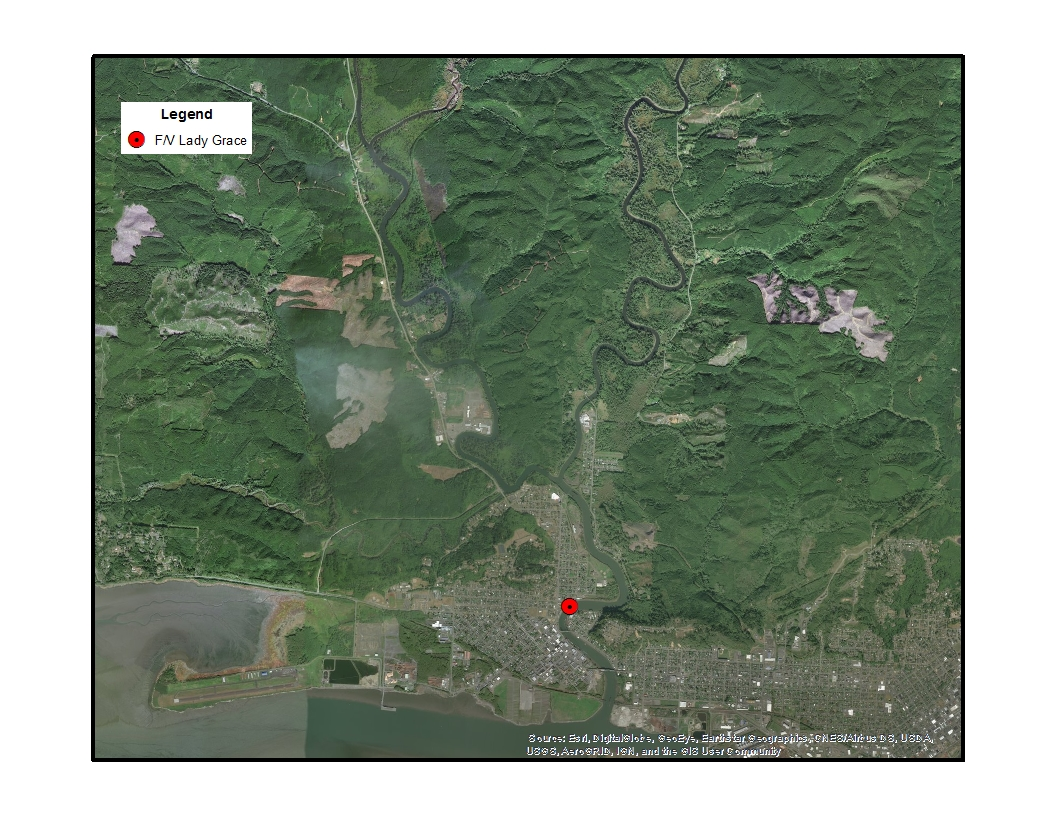 Legend
F/V Lady Grace
Source: Esri, DigitalGlobe, GeoEye, Earthstar Geographics, CNES/Airbus DS, USDA,
USGS, AeroGRID, IGN, and the GIS User Community